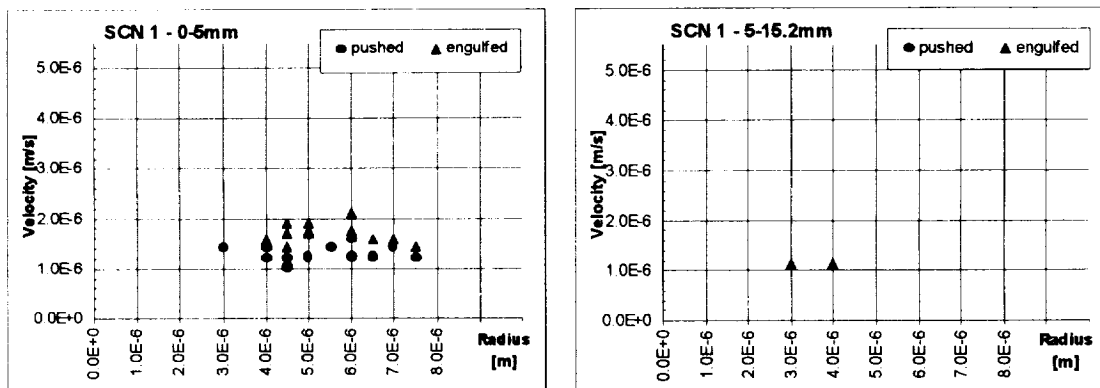 SCN 1 - 0-5mm
pushed engulfed
5.0E-6
4.0E-6
3.0E-6
2.0E-6
1.0E-6
0.0E+0
Velocity [m/s]
0.0E+0
1.0E-6
2.0E-6
3.0E-6
4.0E-6
5.0E-6
6.0E-6
7.0E-6
8.0E-6
Radius
[m]
SCN 1 - 5-15.2mm
pushed engulfed
5.0E-6
4.0E-6
3.0E-6
2.0E-6
1.0E-6
0.0E+0
Velocity [m/s]
0.0E+0
1.0E-6
2.0E-6
3.0E-6
4.0E-6
5.0E-6
6.0E-6
7.0E-6
8.0E-6
Radius
[m]